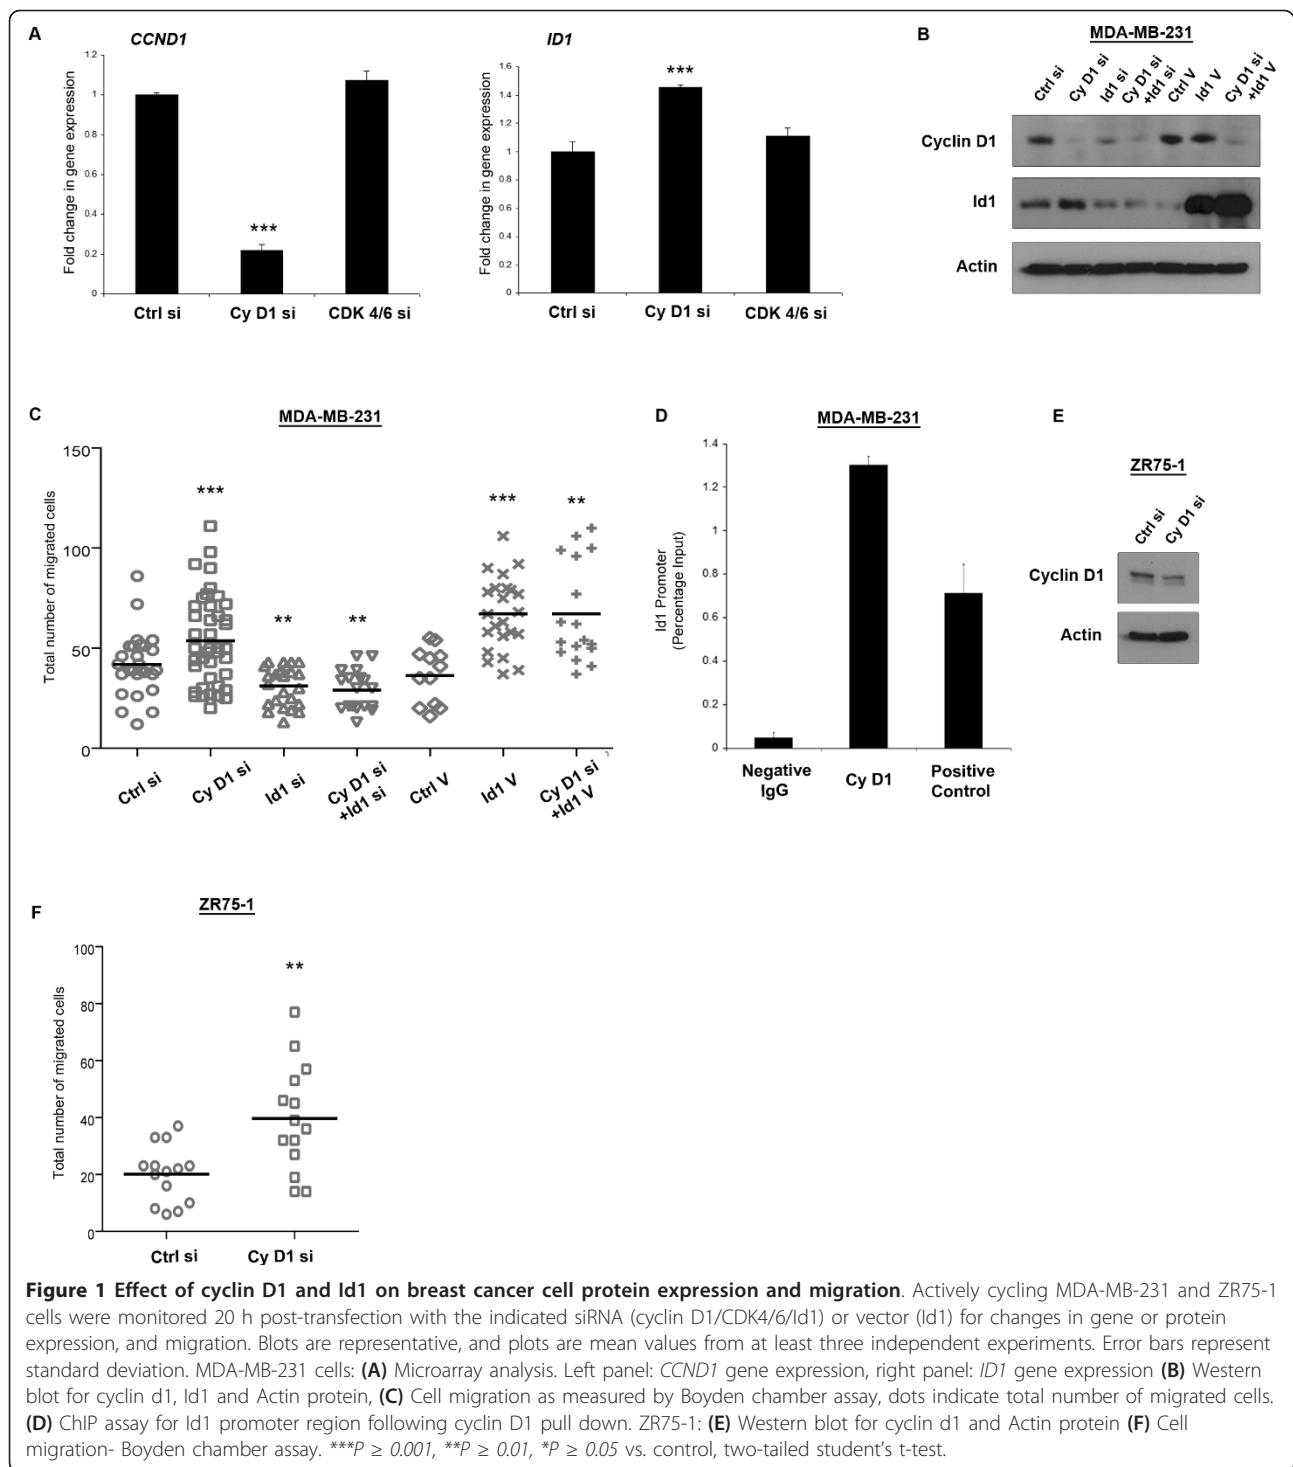 A
CCND1
Fold change in gene expression
1.2
1
0.8
0.6
0.4
0.2
0
***
Ctrl si
Cy D1 si
CDK 4/6 si
ID1
Fold change in gene expression
1.6
1.4
1.2
1
0.8
0.6
0.4
0.2
0
***
Ctrl si
Cy D1 si
CDK 4/6 si
B
MDA-MB-231
Ctrl si
Cy D1 si
Id1 si
Cy D1 si
+Id1 si
Ctrl V
Id1 V
Cy D1 si
+Id1 V
Cyclin D1
Id1
Actin
C
MDA-MB-231
Total number of migrated cells
150
100
50
0
***
**
**
***
**
Ctrl si
Cy D1 si
Id1 si
Cy D1 si
+Id1 si
Ctrl V
Id1 V
Cy D1 si
+Id1 V
D
MDA-MB-231
Id1 Promoter
(Percentage Input)
1.4
1.2
1
0.8
0.6
0.4
0.2
0
Negative
IgG
Cy D1
Positive
Control
E
ZR75-1
Ctrl si
Cy D1 si
Cyclin D1
Actin
F
ZR75-1
Total number of migrated cells
100
80
60
40
20
0
**
Ctrl si
Cy D1 si
Figure 1 Effect of cyclin D1 and Id1 on breast cancer cell protein expression and migration. Actively cycling MDA-MB-231 and ZR75-1
cells were monitored 20 h post-transfection with the indicated siRNA (cyclin D1/CDK4/6/Id1) or vector (Id1) for changes in gene or protein
expression, and migration. Blots are representative, and plots are mean values from at least three independent experiments. Error bars represent
standard deviation. MDA-MB-231 cells: (A) Microarray analysis. Left panel: CCND1 gene expression, right panel: ID1 gene expression (B) Western
blot for cyclin d1, Id1 and Actin protein, (C) Cell migration as measured by Boyden chamber assay, dots indicate total number of migrated cells.
(D) ChIP assay for Id1 promoter region following cyclin D1 pull down. ZR75-1: (E) Western blot for cyclin d1 and Actin protein (F) Cell
migration- Boyden chamber assay. ***P ≥ 0.001, **P ≥ 0.01, *P ≥ 0.05 vs. control, two-tailed student's t-test.